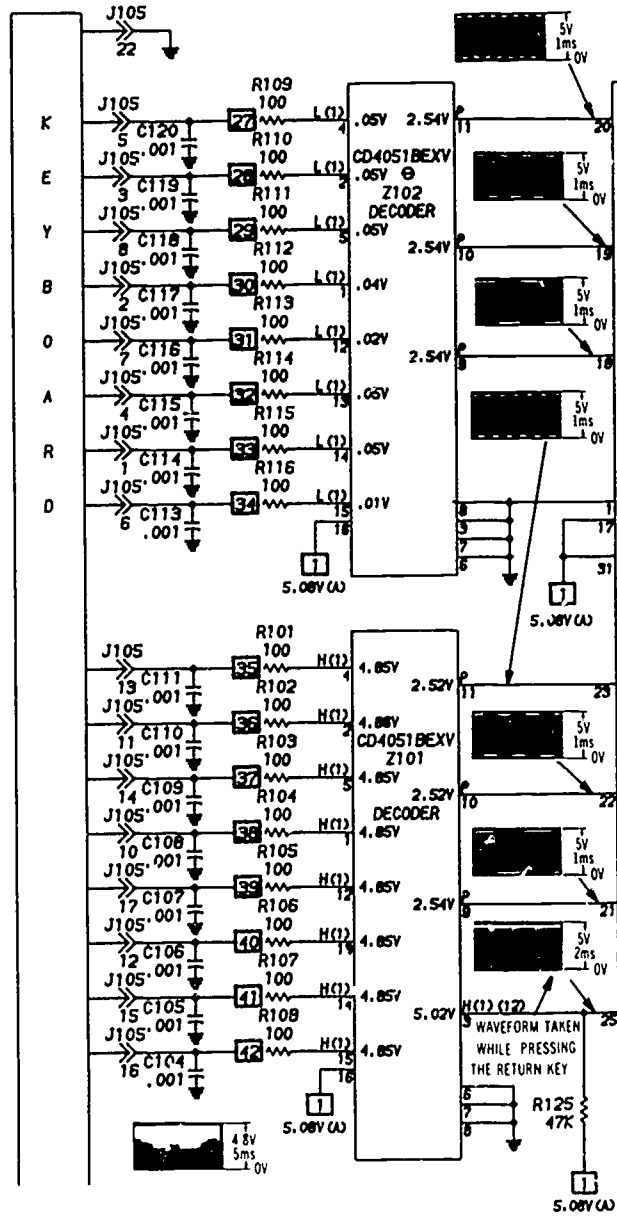 J105
22
5V
1ms
0V
K
E
Y
B
O
A
R
D
J105
5
C120
.001
27
R109
100
L(1)
4
.05V
2.54V
11
20
J105
3
C119
.001
28
R110
100
L(1)
2
.05V
CD4051BEXV
Z102
DECODER
5V
1ms
0V
J105
8
C118
.001
29
R111
100
L(1)
5
.05V
2.54V
10
19
J105
2
C117
.001
30
R112
100
L(1)
1
.04V
5V
1ms
0V
J105
7
C116
.001
31
R113
100
L(1)
12
.02V
2.54V
9
18
J105
4
C115
.001
32
R114
100
L(1)
13
.05V
5V
1ms
0V
J105
1
C114
.001
33
R115
100
L(1)
14
.05V
J105
6
C113
.001
34
R116
100
L(1)
15
.01V
16
1
5.08V(A)
8
3
7
6
1
17
31
1
5.08V(A)
J105
13
C111
.001
35
R101
100
H(1)
4
4.85V
2.52V
11
23
J105
11
C110
.001
36
R102
100
H(1)
2
4.86V
CD4051BEXV
Z101
DECODER
5V
1ms
0V
J105
14
C109
.001
37
R103
100
H(1)
5
4.85V
2.52V
10
22
J105
10
C108
.001
38
R104
100
H(1)
1
4.85V
5V
1ms
0V
J105
17
C107
.001
39
R105
100
H(1)
12
4.85V
2.54V
9
21
J105
12
C106
.001
40
R106
100
H(1)
4.85V
5V
2ms
0V
J105
15
C105
.001
41
R107
100
H(1)
14
4.85V
5.02V
H(1)(12)
3
25
WAVEFORM TAKEN
WHILE PRESSING
THE RETURN KEY
J105
16
C104
.001
42
R108
100
H(1)
15
4.85V
16
1
5.08V(A)
6
7
8
R125
47K
1
5.08V(A)
4.8V
5ms
0V